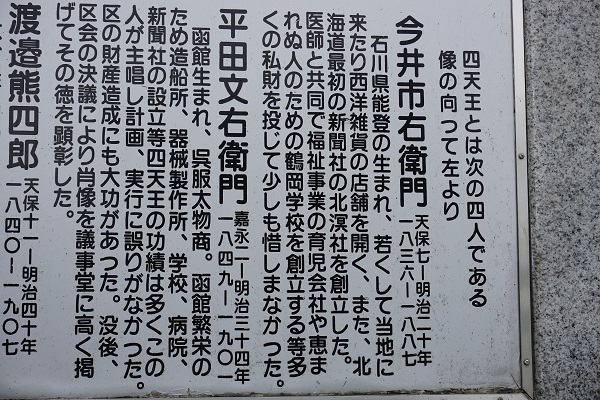 四天王とは次の四人である
像の向つて左より
今井市右衛門 天保七ー明治二十年
一八三六ー一八八七
石川県能登の生まれ、若くして当地に
来たり西洋雑貨の店舗を開く、また、北
海道最初の新聞社の北溟社を創立した。
医師と共同で福祉事業の育児会社や恵ま
れぬ人のための鶴岡学校を創立する等多
くの私財を投じて少しも惜しまなかった。
平田文右衛門 嘉永二ー明治三十四年
一八四九ー一九〇一
函館生まれ、呉服太物商。函館繁栄の
ため造船所、器械製作所、学校、病院、
新聞社の設立等四天王の功績は多くこの
人が主唱し計画、実行に誤りがなかった。
区の財産造成にも大功があった。没後、
区会の決議により肖像を議事堂に高く掲
げてその徳を顕彰した。
渡邉熊四郎 天保十一ー明治四十年
一八四〇ー一九〇七